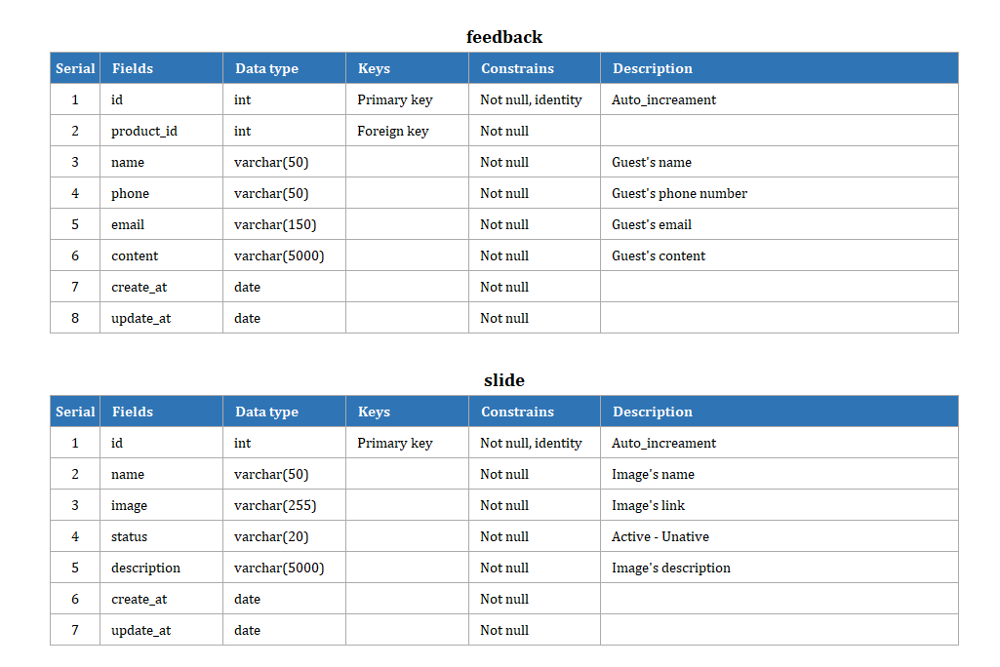 feedback
Serial Fields Data type Keys Constrains Description
1 id int Primary key Not null, identity Auto_increament
2 product_id int Foreign key Not null
3 name varchar(50) Not null Guest's name
4 phone varchar(50) Not null Guest's phone number
5 email varchar(150) Not null Guest's email
6 content varchar(5000) Not null Guest's content
7 create_at date Not null
8 update_at date Not null
slide
Serial Fields Data type Keys Constrains Description
1 id int Primary key Not null, identity Auto_increament
2 name varchar(50) Not null Image's name
3 image varchar(255) Not null Image's link
4 status varchar(20) Not null Active - Unative
5 description varchar(5000) Not null Image's description
6 create_at date Not null
7 update_at date Not null